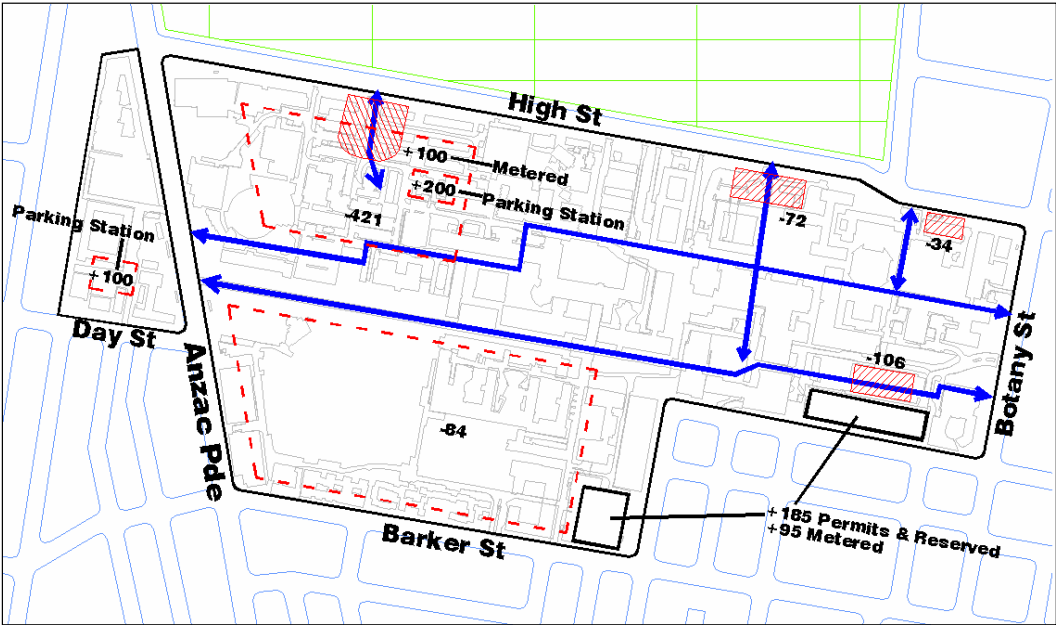 High St
+100
Metered
+200
Parking Station
-421
-72
-34
Parking Station
+100
Day St
Anzac Pde
-106
Botany St
-84
+185 Permits & Reserved
+95 Metered
Barker St